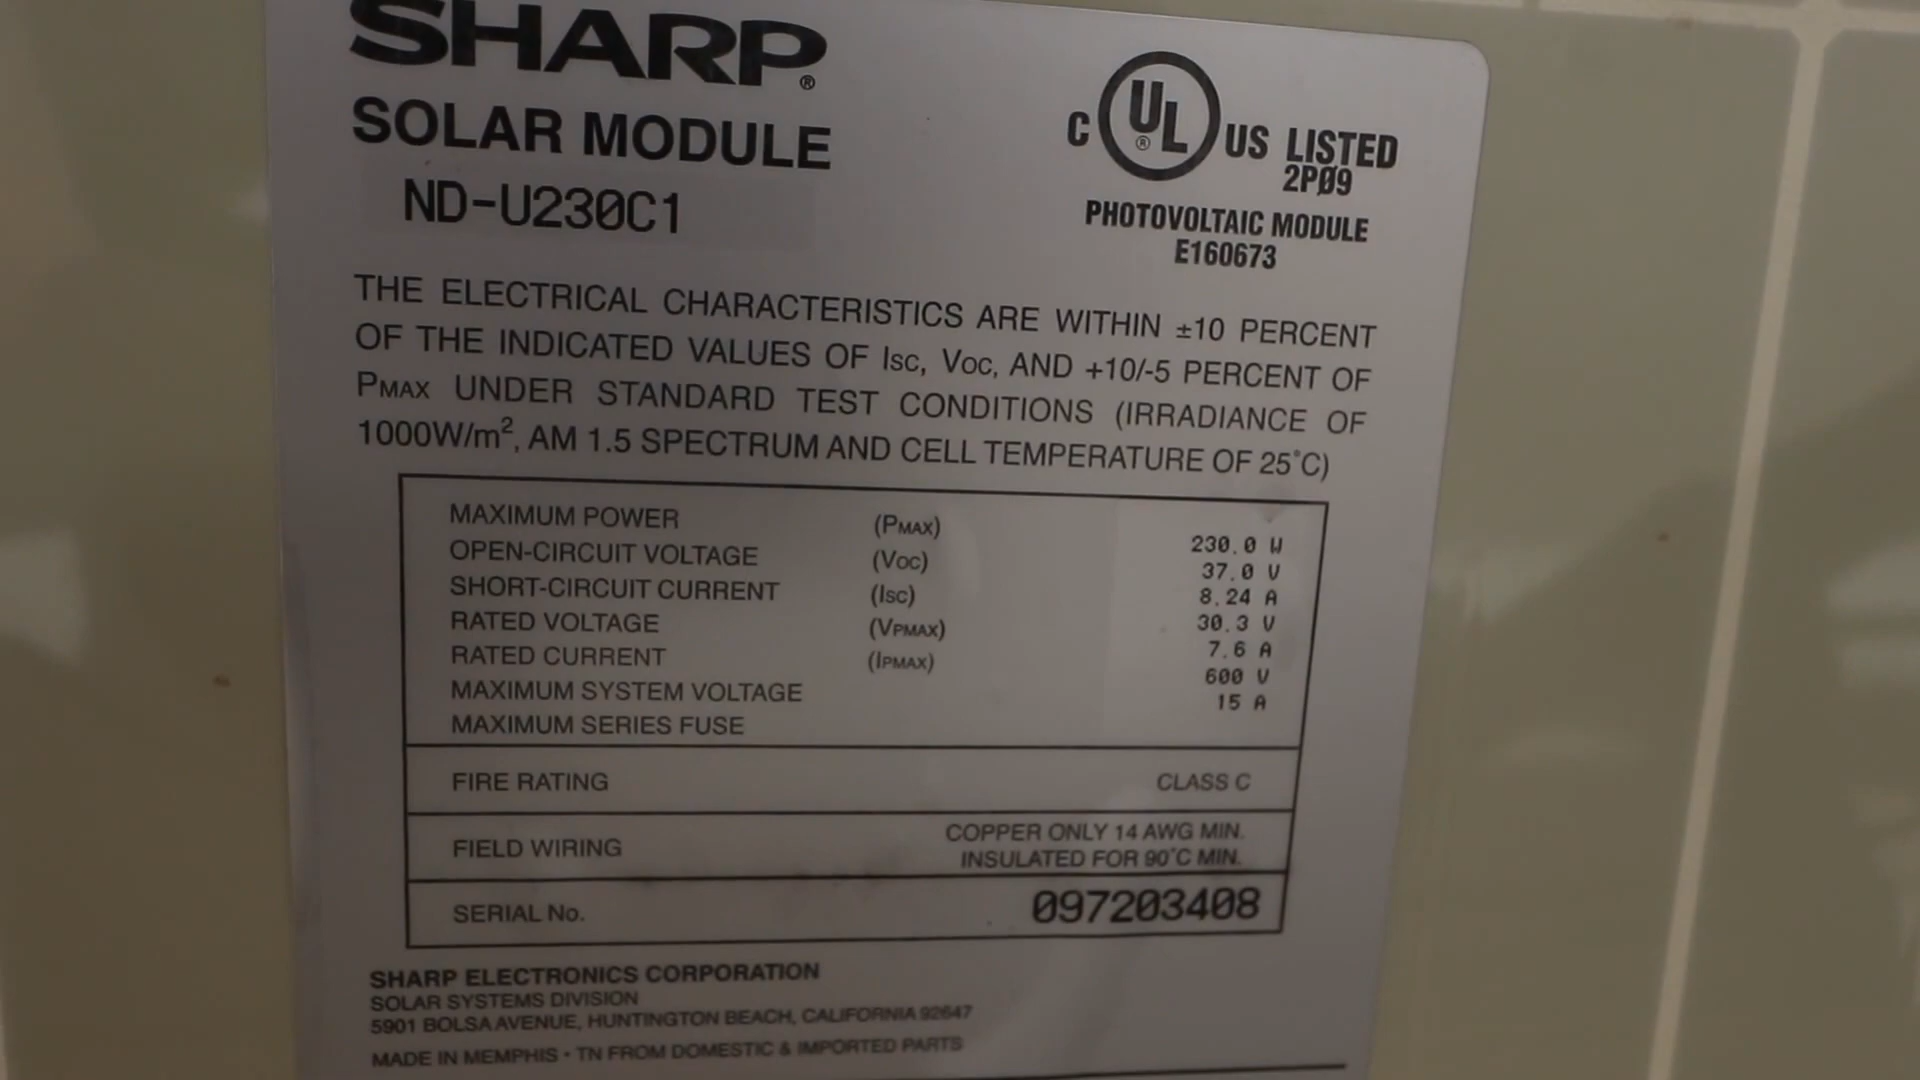 SHARP®
SOLAR MODULE
ND-U230C1
C UL® US LISTED
2P09
PHOTOVOLTAIC MODULE
E160673
THE ELECTRICAL CHARACTERISTICS ARE WITHIN ±10 PERCENT
OF THE INDICATED VALUES OF Isc, Voc, AND +10/-5 PERCENT OF
PMAX UNDER STANDARD TEST CONDITIONS (IRRADIANCE OF
1000W/m², AM 1.5 SPECTRUM AND CELL TEMPERATURE OF 25°C)
MAXIMUM POWER (PMAX) 230.0 W
OPEN-CIRCUIT VOLTAGE (VOC) 37.0 V
SHORT-CIRCUIT CURRENT (ISC) 8.24 A
RATED VOLTAGE (VPMAX) 30.3 V
RATED CURRENT (IPMAX) 7.6 A
MAXIMUM SYSTEM VOLTAGE 600 V
MAXIMUM SERIES FUSE 15 A
FIRE RATING CLASS C
FIELD WIRING COPPER ONLY 14 AWG MIN.
INSULATED FOR 90°C MIN.
SERIAL No. 097203408
SHARP ELECTRONICS CORPORATION
SOLAR SYSTEMS DIVISION
5901 BOLSA AVENUE, HUNTINGTON BEACH, CALIFORNIA 92647
MADE IN MEMPHIS • TN FROM DOMESTIC & IMPORTED PARTS